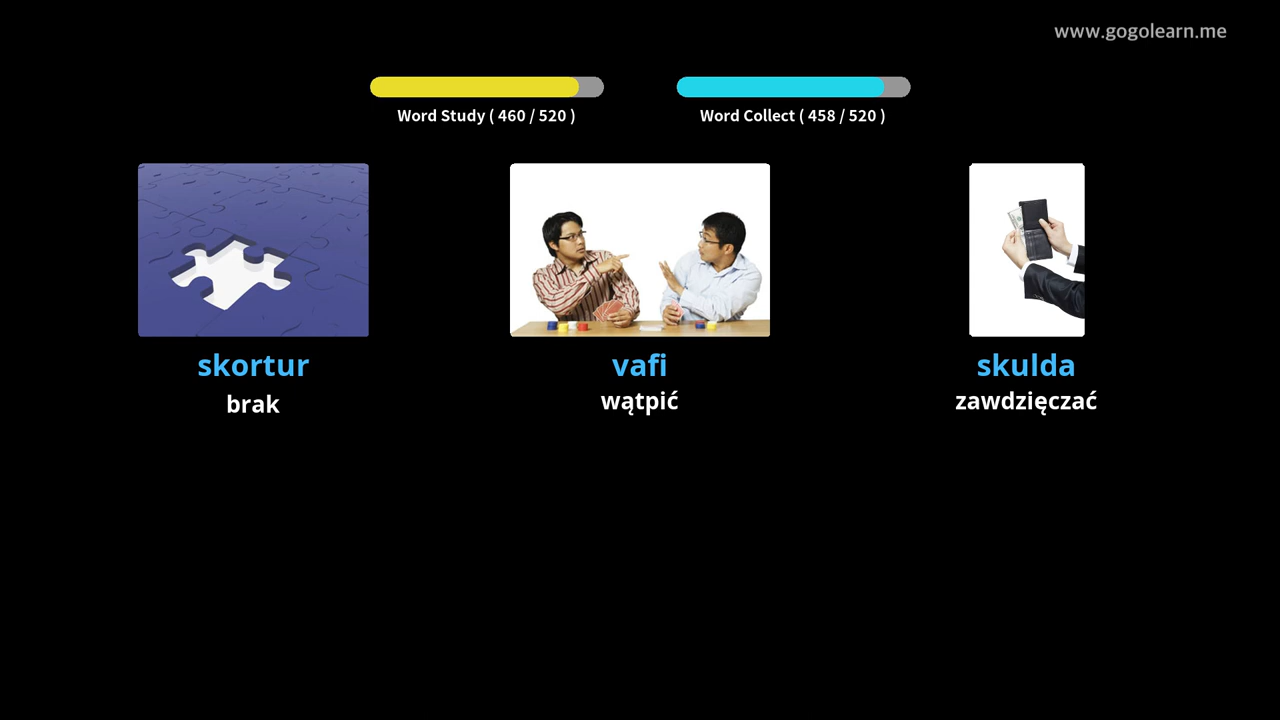 www.gogolearn.me
Word Study ( 460 / 520 )
Word Collect ( 458 / 520 )
skortur
brak
vafi
wątpić
skulda
zawdzięczać